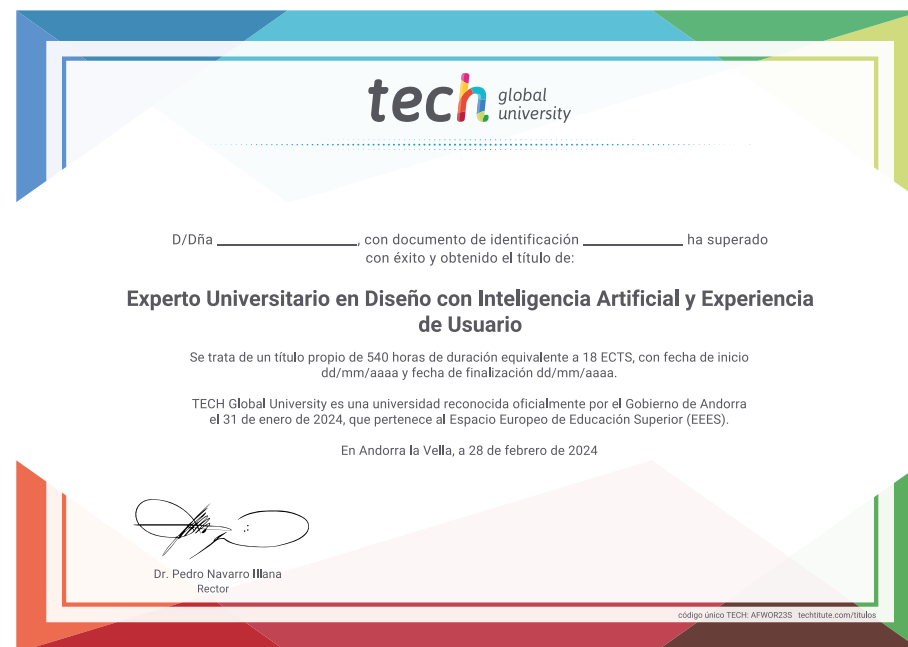 tech global university
D/Dña ______________, con documento de identificación __________ ha superado
con éxito y obtenido el título de:
Experto Universitario en Diseño con Inteligencia Artificial y Experiencia
de Usuario
Se trata de un título propio de 540 horas de duración equivalente a 18 ECTS, con fecha de inicio
dd/mm/aaaa y fecha de finalización dd/mm/aaaa.
TECH Global University es una universidad reconocida oficialmente por el Gobierno de Andorra
el 31 de enero de 2024, que pertenece al Espacio Europeo de Educación Superior (EEES).
En Andorra la Vella, a 28 de febrero de 2024
Dr. Pedro Navarro Illana
Rector
código único TECH: AFWOR23S techtitute.com/titulos